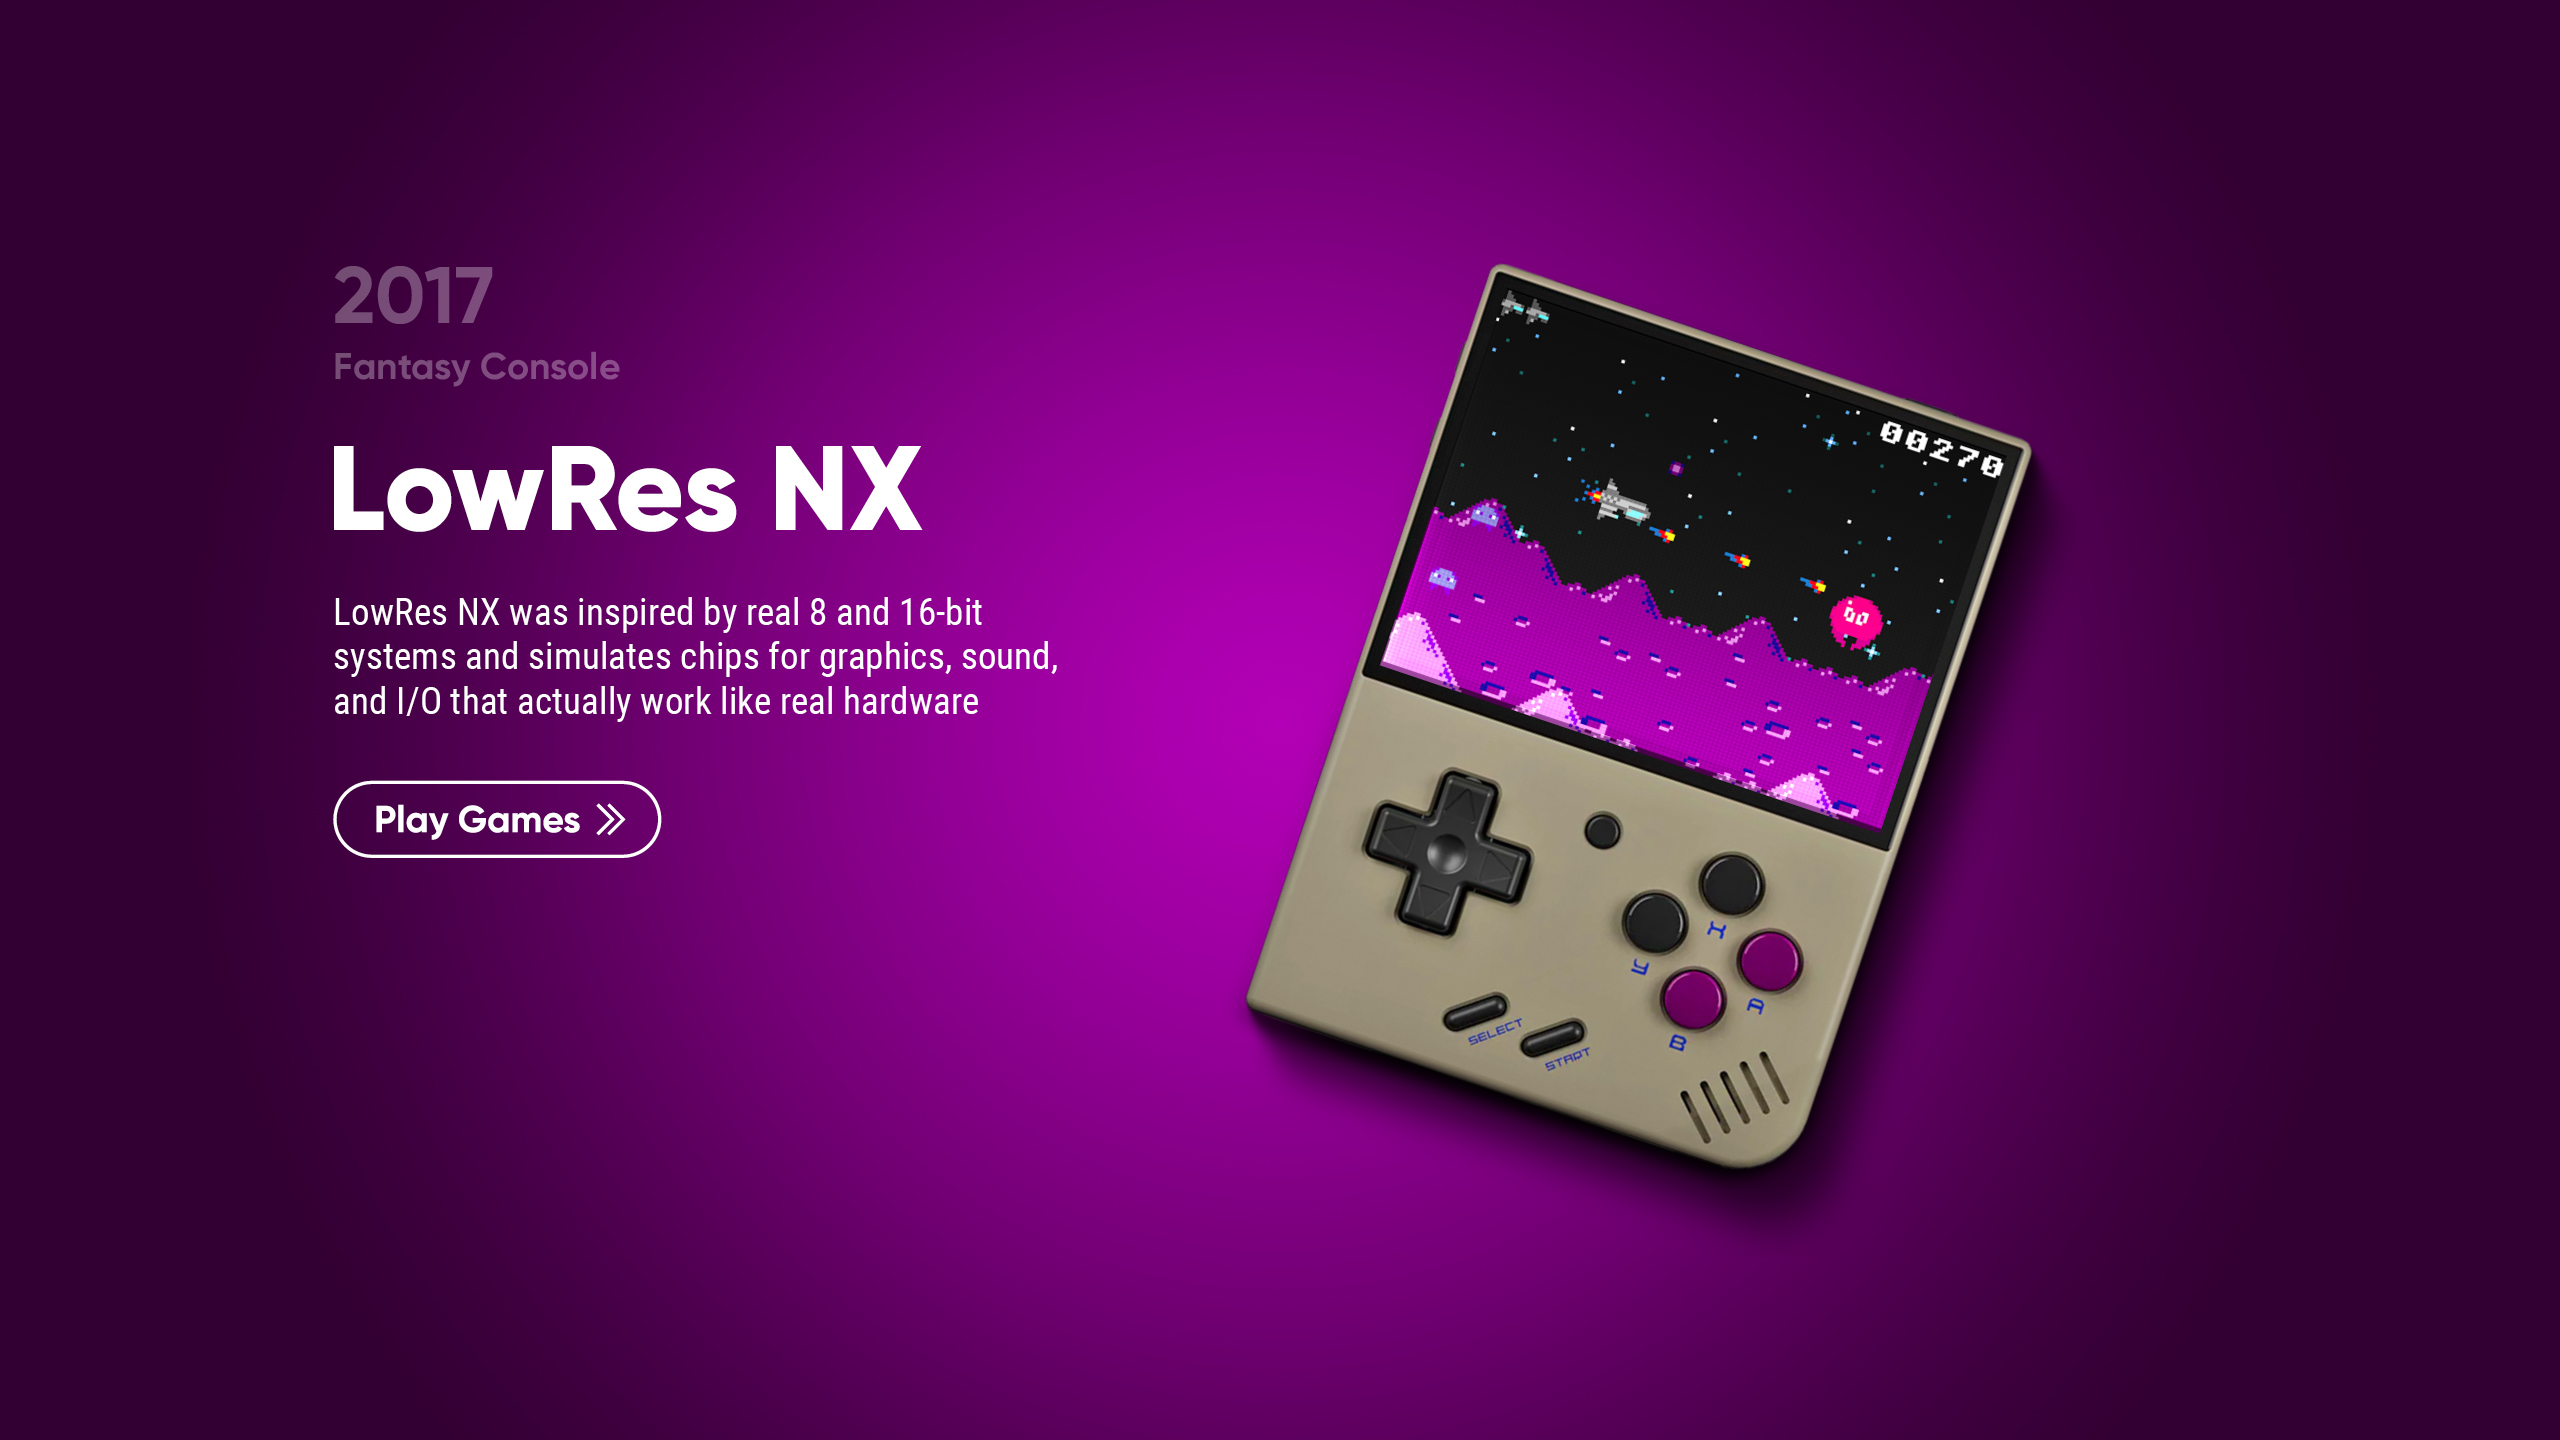 2017
Fantasy Console
LowRes NX
LowRes NX was inspired by real 8 and 16-bit
systems and simulates chips for graphics, sound,
and I/O that actually work like real hardware
Play Games
00270
X
Y
A
B
SELECT
START